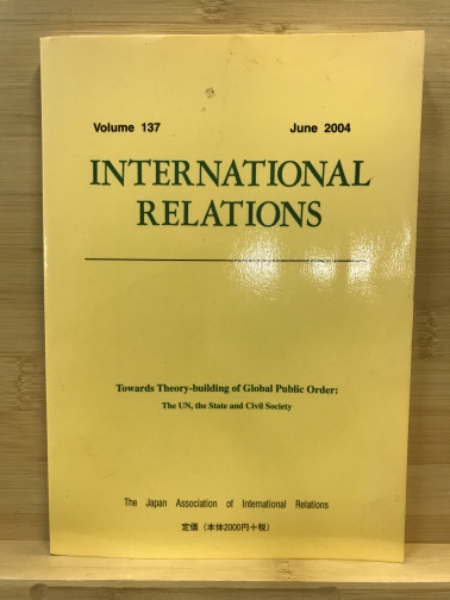 Volume 137 June 2004
INTERNATIONAL
RELATIONS
Towards Theory-building of Global Public Order:
The UN, the State and Civil Society
The Japan Association of International Relations
定価（本体2000円＋税）